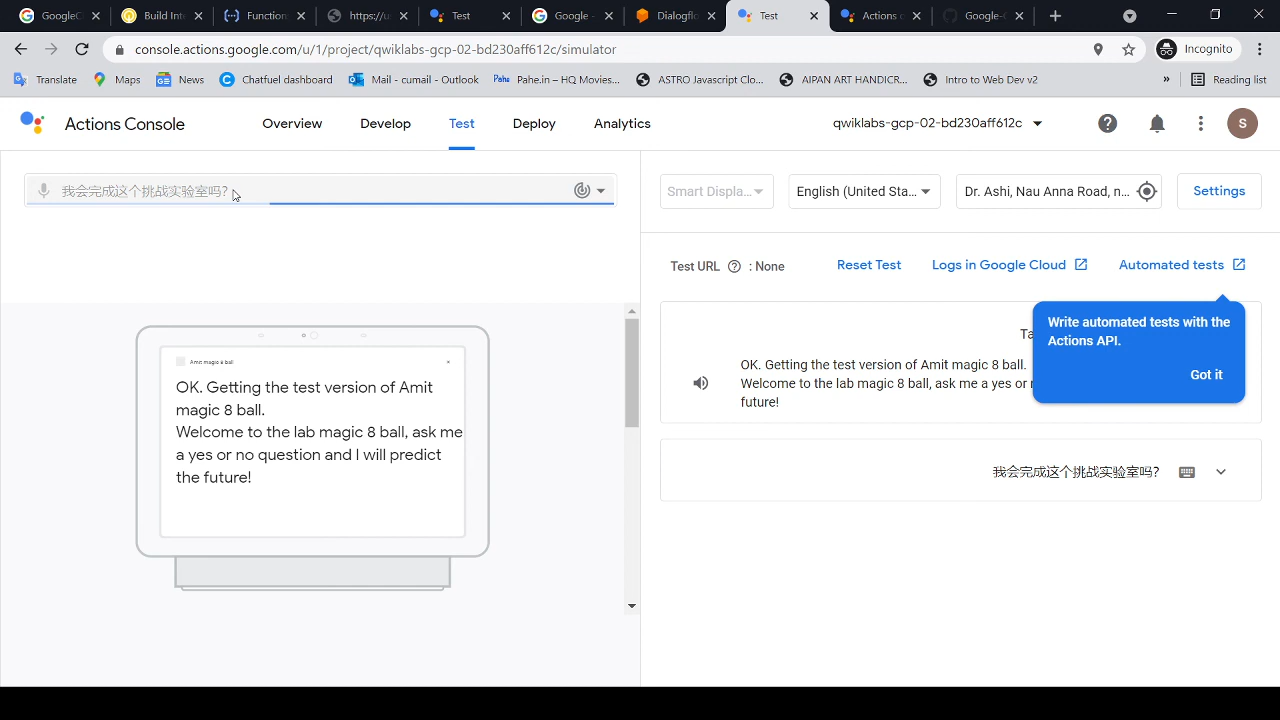 GoogleC
Build Inte
Function
https://u
Test
Google -
Dialogflo
Test
Actions c
Google-C
console.actions.google.com/u/1/project/qwiklabs-gcp-02-bd230aff612c/simulator
Incognito
Translate
Maps
News
Chatfuel dashboard
Mail - cumail - Outlook
Pahe Pahe.in – HQ Movies...
ASTRO Javascript Clo...
AIPAN ART HANDICR...
Intro to Web Dev v2
»
Reading list
Actions Console
Overview
Develop
Test
Deploy
Analytics
qwiklabs-gcp-02-bd230aff612c
S
我会完成这个挑战实验室吗?
Smart Displa...
English (United Sta...
Dr. Ashi, Nau Anna Road, n...
Settings
Test URL ? : None
Reset Test
Logs in Google Cloud
Automated tests
Write automated tests with the
Actions API.
Got it
Ta
OK. Getting the test version of Amit magic 8 ball.
Welcome to the lab magic 8 ball, ask me a yes or
future!
我会完成这个挑战实验室吗?
Amit magic 8 ball
OK. Getting the test version of Amit
magic 8 ball.
Welcome to the lab magic 8 ball, ask me
a yes or no question and I will predict
the future!